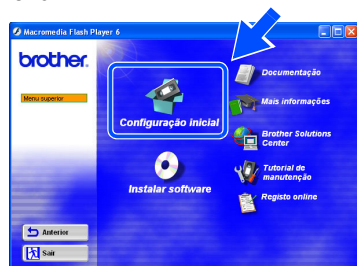 Macromedia Flash Player 6
brother.
Menu superior
Configuração inicial
Instalar software
Documentação
Mais informações
Brother Solutions
Center
Tutorial de
manutenção
Registo online
Anterior
Sair